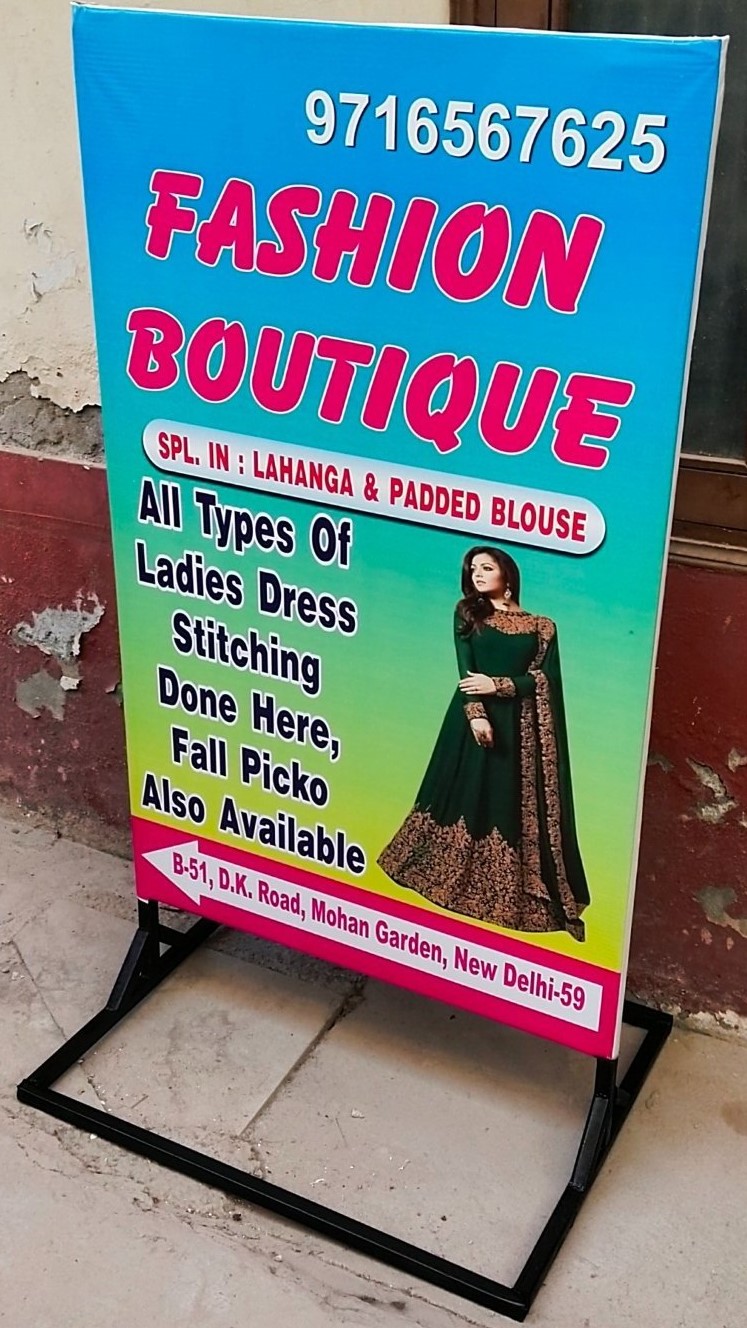 9716567625
FASHION
BOUTIQUE
SPL. IN : LAHANGA & PADDED BLOUSE
All Types Of
Ladies Dress
Stitching
Done Here,
Fall Picko
Also Available
B-51, D.K. Road, Mohan Garden, New Delhi-59